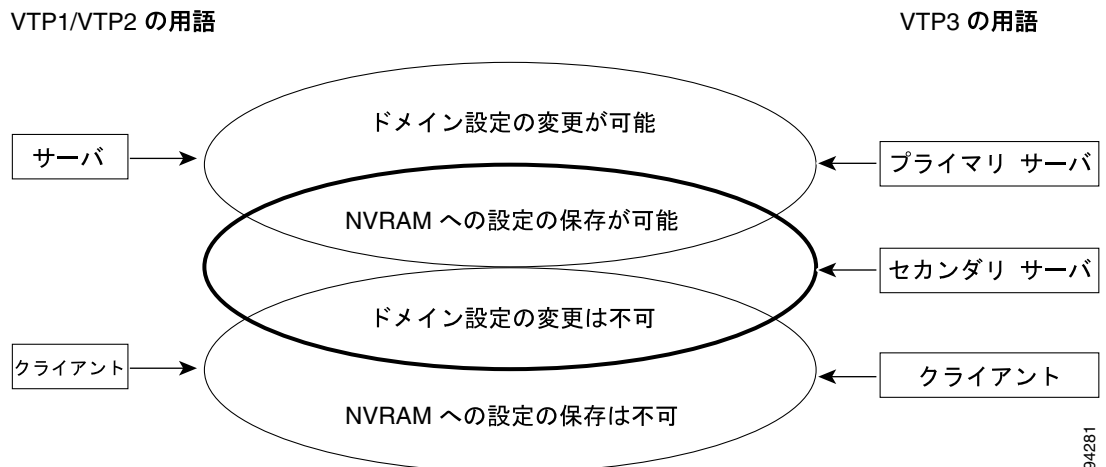 VTP1/VTP2 の用語
VTP3 の用語
ドメイン設定の変更が可能
サーバ
プライマリ サーバ
NVRAM への設定の保存が可能
セカンダリ サーバ
ドメイン設定の変更は不可
クライアント
クライアント
NVRAM への設定の保存は不可
94281